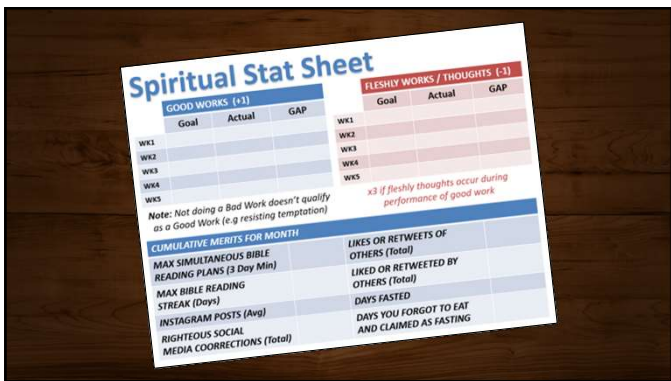 Spiritual Stat Sheet
GOOD WORKS (+1)
Goal Actual GAP
WK1
WK2
WK3
WK4
WK5
Note: Not doing a Bad Work doesn't qualify
as a Good Work (e.g resisting temptation)
FLESHLY WORKS / THOUGHTS (-1)
Goal Actual GAP
WK1
WK2
WK3
WK4
WK5
x3 if fleshly thoughts occur during
performance of good work
CUMULATIVE MERITS FOR MONTH
MAX SIMULTANEOUS BIBLE
READING PLANS (3 Day Min)
MAX BIBLE READING
STREAK (Days)
INSTAGRAM POSTS (Avg)
RIGHTEOUS SOCIAL
MEDIA COORRECTIONS (Total)
LIKES OR RETWEETS OF
OTHERS (Total)
LIKED OR RETWEETED BY
OTHERS (Total)
DAYS FASTED
DAYS YOU FORGOT TO EAT
AND CLAIMED AS FASTING